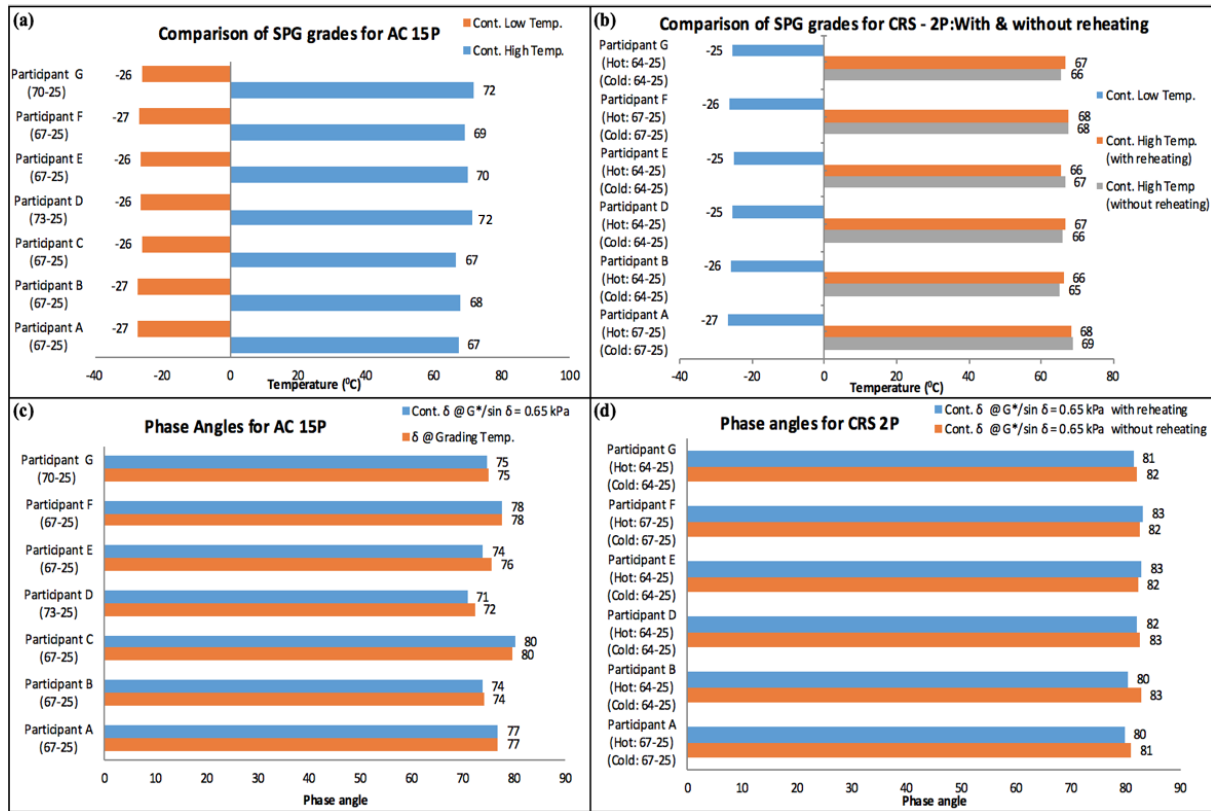 (a)
Comparison of SPG grades for AC 15P
Cont. Low Temp.
Cont. High Temp.
Participant G
(70-25)
-26
72
Participant F
(67-25)
-27
69
Participant E
(67-25)
-26
70
Participant D
(73-25)
-26
72
Participant C
(67-25)
-26
67
Participant B
(67-25)
-27
68
Participant A
(67-25)
-27
67
-40 -20 0 20 40 60 80 100
Temperature (⁰C)
(b)
Comparison of SPG grades for CRS - 2P:With & without reheating
Cont. Low Temp.
Cont. High Temp.
(with reheating)
Cont. High Temp
(without reheating)
Participant G
(Hot: 64-25)
(Cold: 64-25)
-25
67
66
Participant F
(Hot: 67-25)
(Cold: 67-25)
-26
68
68
Participant E
(Hot: 64-25)
(Cold: 64-25)
-25
66
67
Participant D
(Hot: 64-25)
(Cold: 64-25)
-25
67
66
Participant B
(Hot: 64-25)
(Cold: 64-25)
-26
66
65
Participant A
(Hot: 67-25)
(Cold: 67-25)
-27
68
69
-40 -20 0 20 40 60 80
Temperature (⁰C)
(c)
Phase Angles for AC 15P
Cont. δ @G*/sin δ = 0.65 kPa
δ @Grading Temp.
Participant G
(70-25)
75
75
Participant F
(67-25)
78
78
Participant E
(67-25)
74
76
Participant D
(73-25)
71
72
Participant C
(67-25)
80
80
Participant B
(67-25)
74
74
Participant A
(67-25)
77
77
0 10 20 30 40 50 60 70 80 90
Phase angle
(d)
Phase angles for CRS 2P
Cont. δ @G*/sin δ = 0.65 kPa with reheating
Cont. δ @G*/sin δ = 0.65 kPa without reheating
Participant G
(Hot: 64-25)
(Cold: 64-25)
81
82
Participant F
(Hot: 67-25)
(Cold: 67-25)
83
82
Participant E
(Hot: 64-25)
(Cold: 64-25)
83
82
Participant D
(Hot: 64-25)
(Cold: 64-25)
82
83
Participant B
(Hot: 64-25)
(Cold: 64-25)
80
83
Participant A
(Hot: 67-25)
(Cold: 67-25)
80
81
0 10 20 30 40 50 60 70 80 90
Phase angle